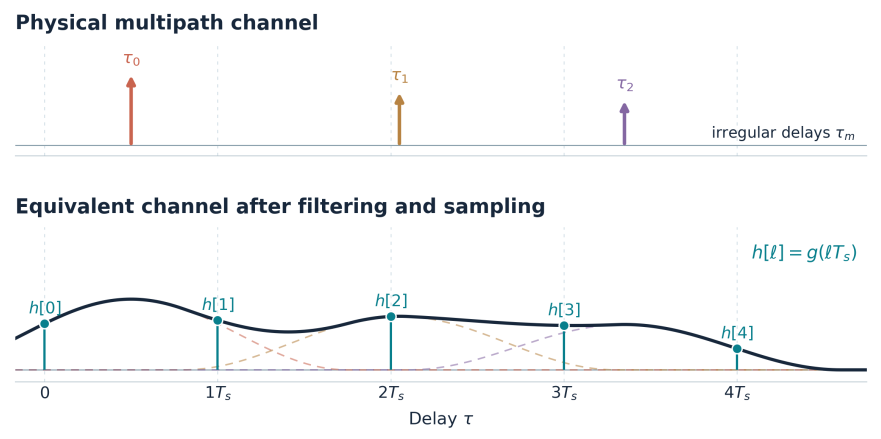 Physical multipath channel
τ₀
τ₁
τ₂
irregular delays τₘ
Equivalent channel after filtering and sampling
h[ℓ] = g(ℓTₛ)
h[0]
h[1]
h[2]
h[3]
h[4]
0
1Tₛ
2Tₛ
3Tₛ
4Tₛ
Delay τ